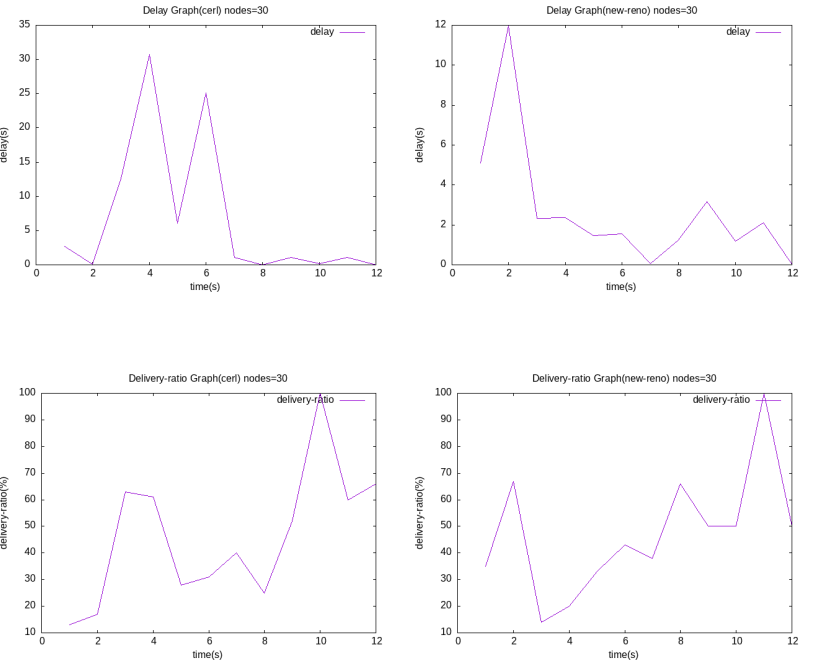 Delay Graph(cerl) nodes=30
delay
35
30
25
20
15
10
5
0
delay(s)
0 2 4 6 8 10 12
time(s)
Delay Graph(new-reno) nodes=30
delay
12
10
8
6
4
2
0
delay(s)
0 2 4 6 8 10 12
time(s)
Delivery-ratio Graph(cerl) nodes=30
delivery-ratio
100
90
80
70
60
50
40
30
20
10
delivery-ratio(%)
0 2 4 6 8 10 12
time(s)
Delivery-ratio Graph(new-reno) nodes=30
delivery-ratio
100
90
80
70
60
50
40
30
20
10
delivery-ratio(%)
0 2 4 6 8 10 12
time(s)